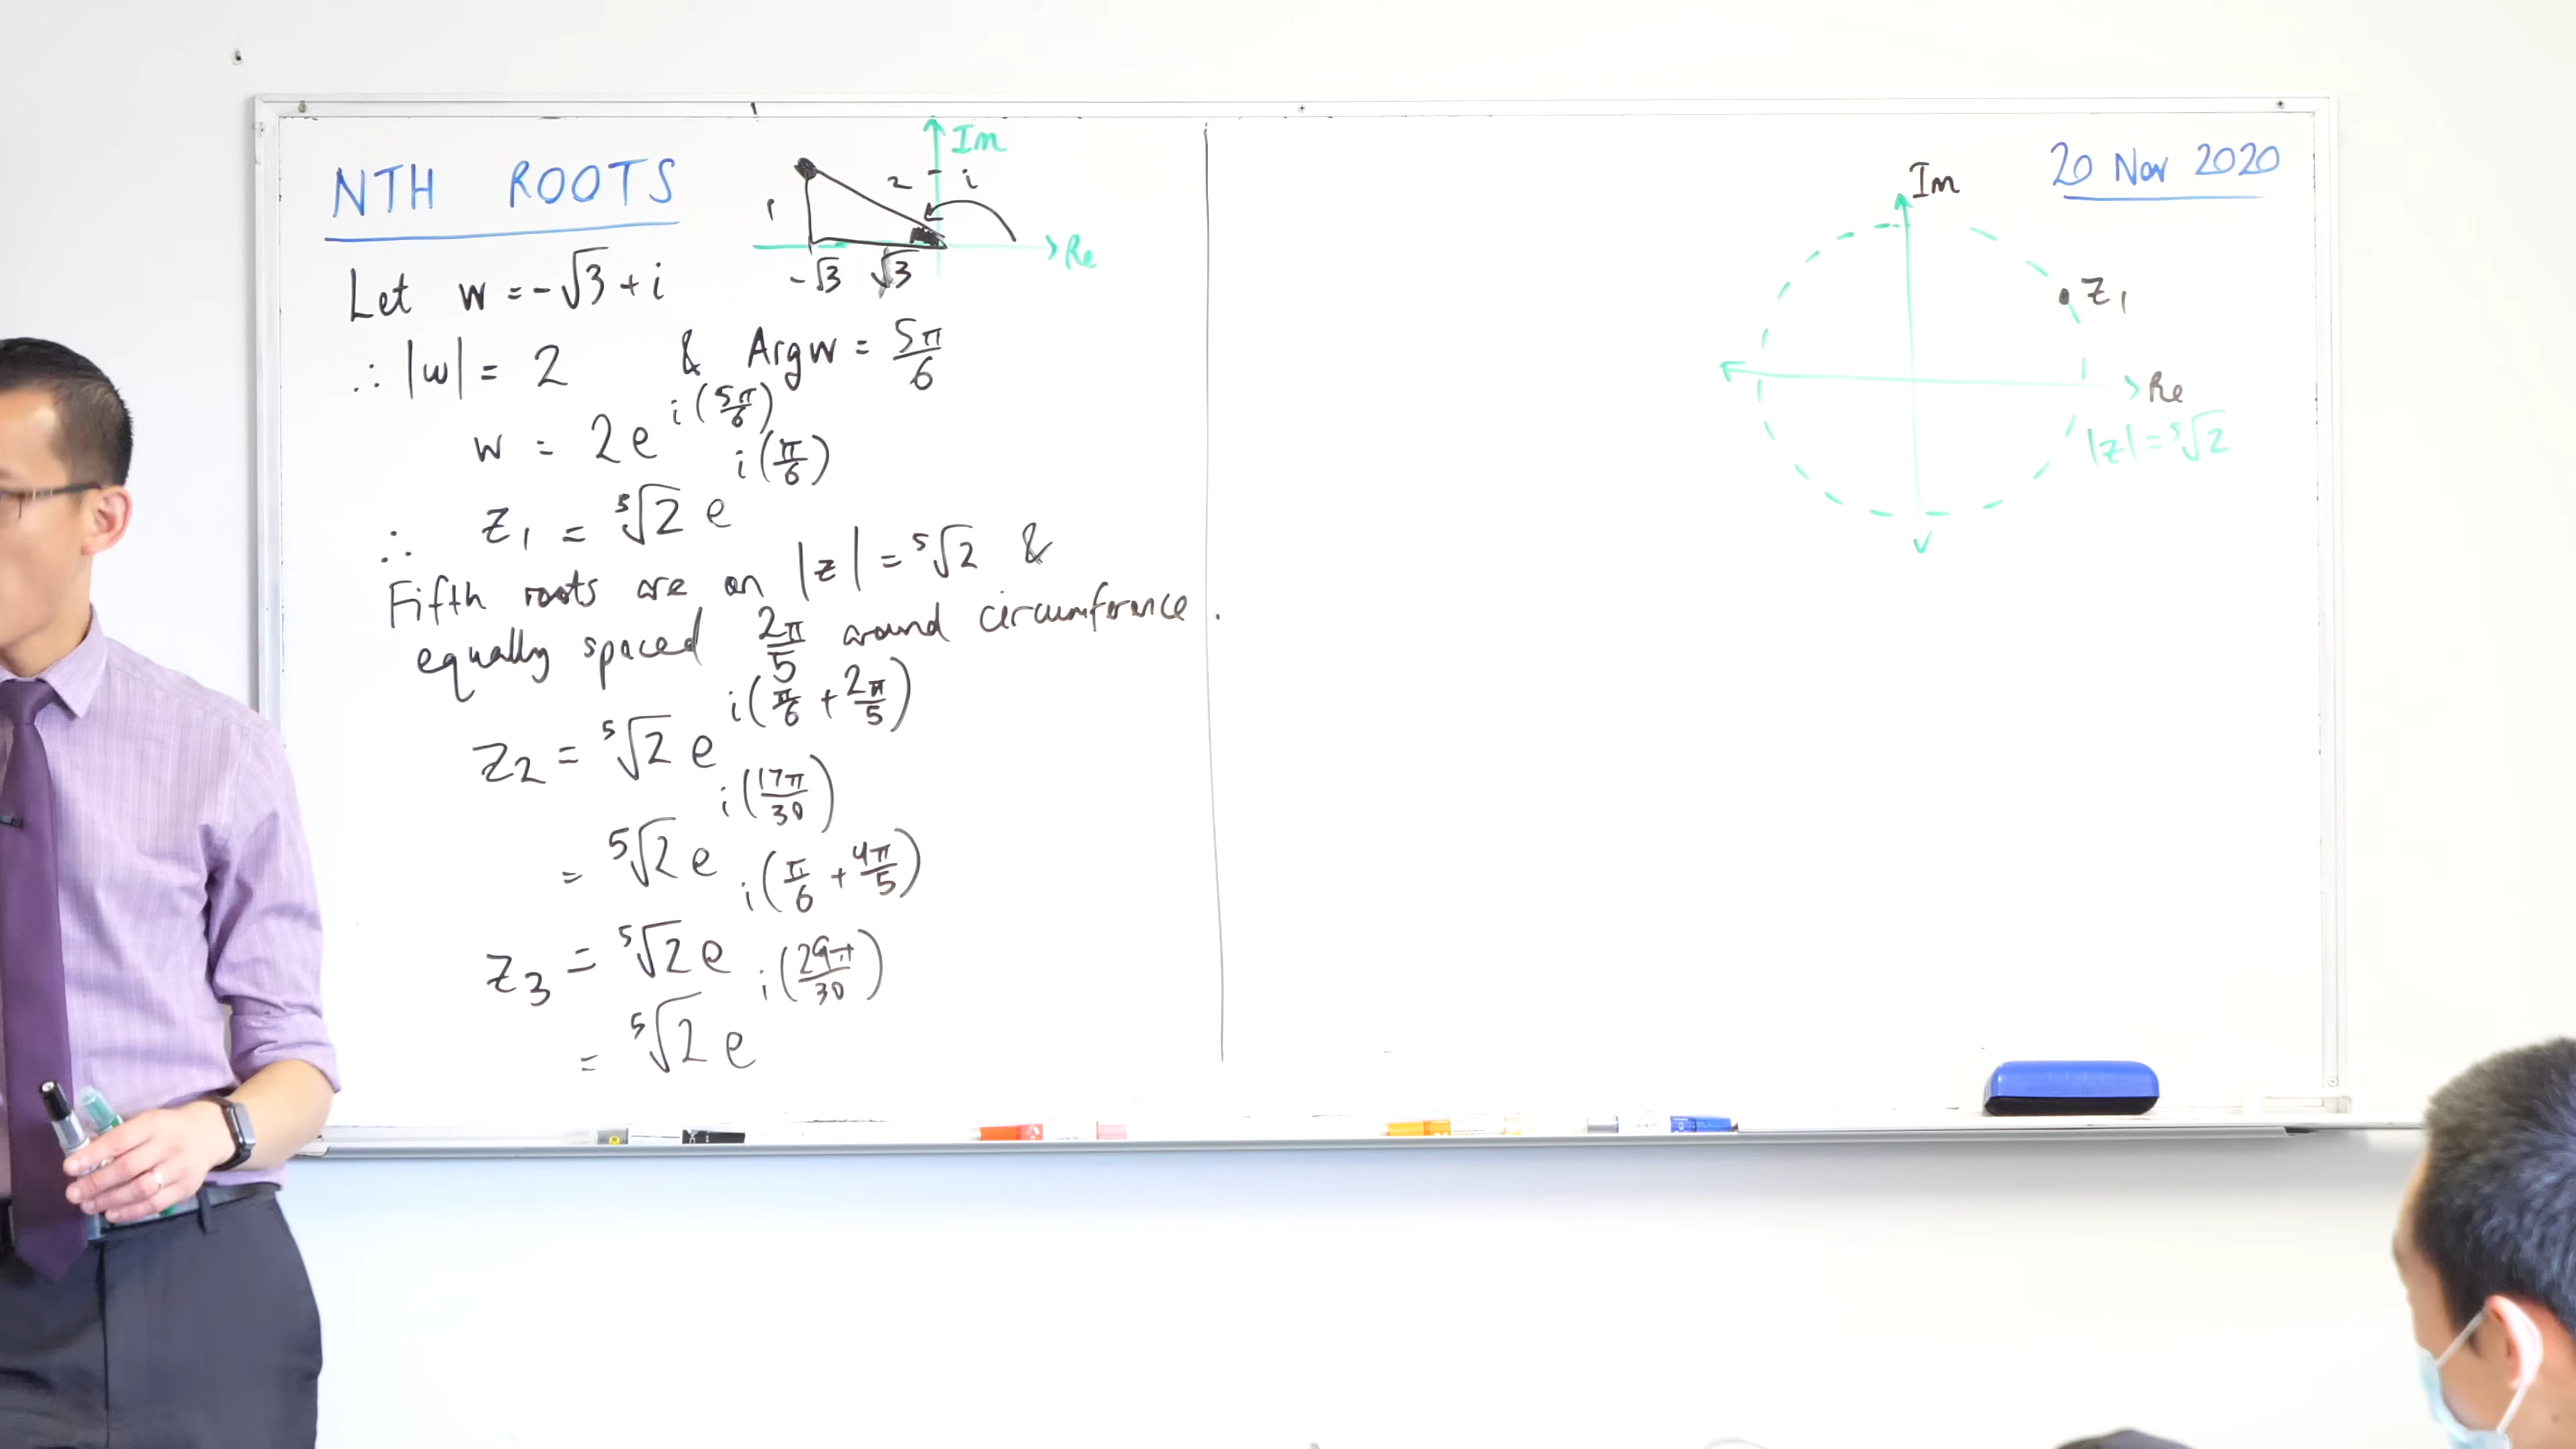 NTH ROOTS
Im
2 i
1
-√3 √3
Re
Let w = -√3 + i
∴ |w| = 2 & Arg w = 5π/6
w = 2e^{i(5π/6)}
∴ z₁ = ⁵√2 e^{i(π/6)}
Fifth roots are on |z| = ⁵√2 &
equally spaced 2π/5 around circumference.
z₂ = ⁵√2 e^{i(π/6 + 2π/5)}
= ⁵√2 e^{i(17π/30)}
z₃ = ⁵√2 e^{i(π/6 + 4π/5)}
= ⁵√2 e^{i(29π/30)}
20 Nov 2020
Im
z₁
Re
|z| = ⁵√2